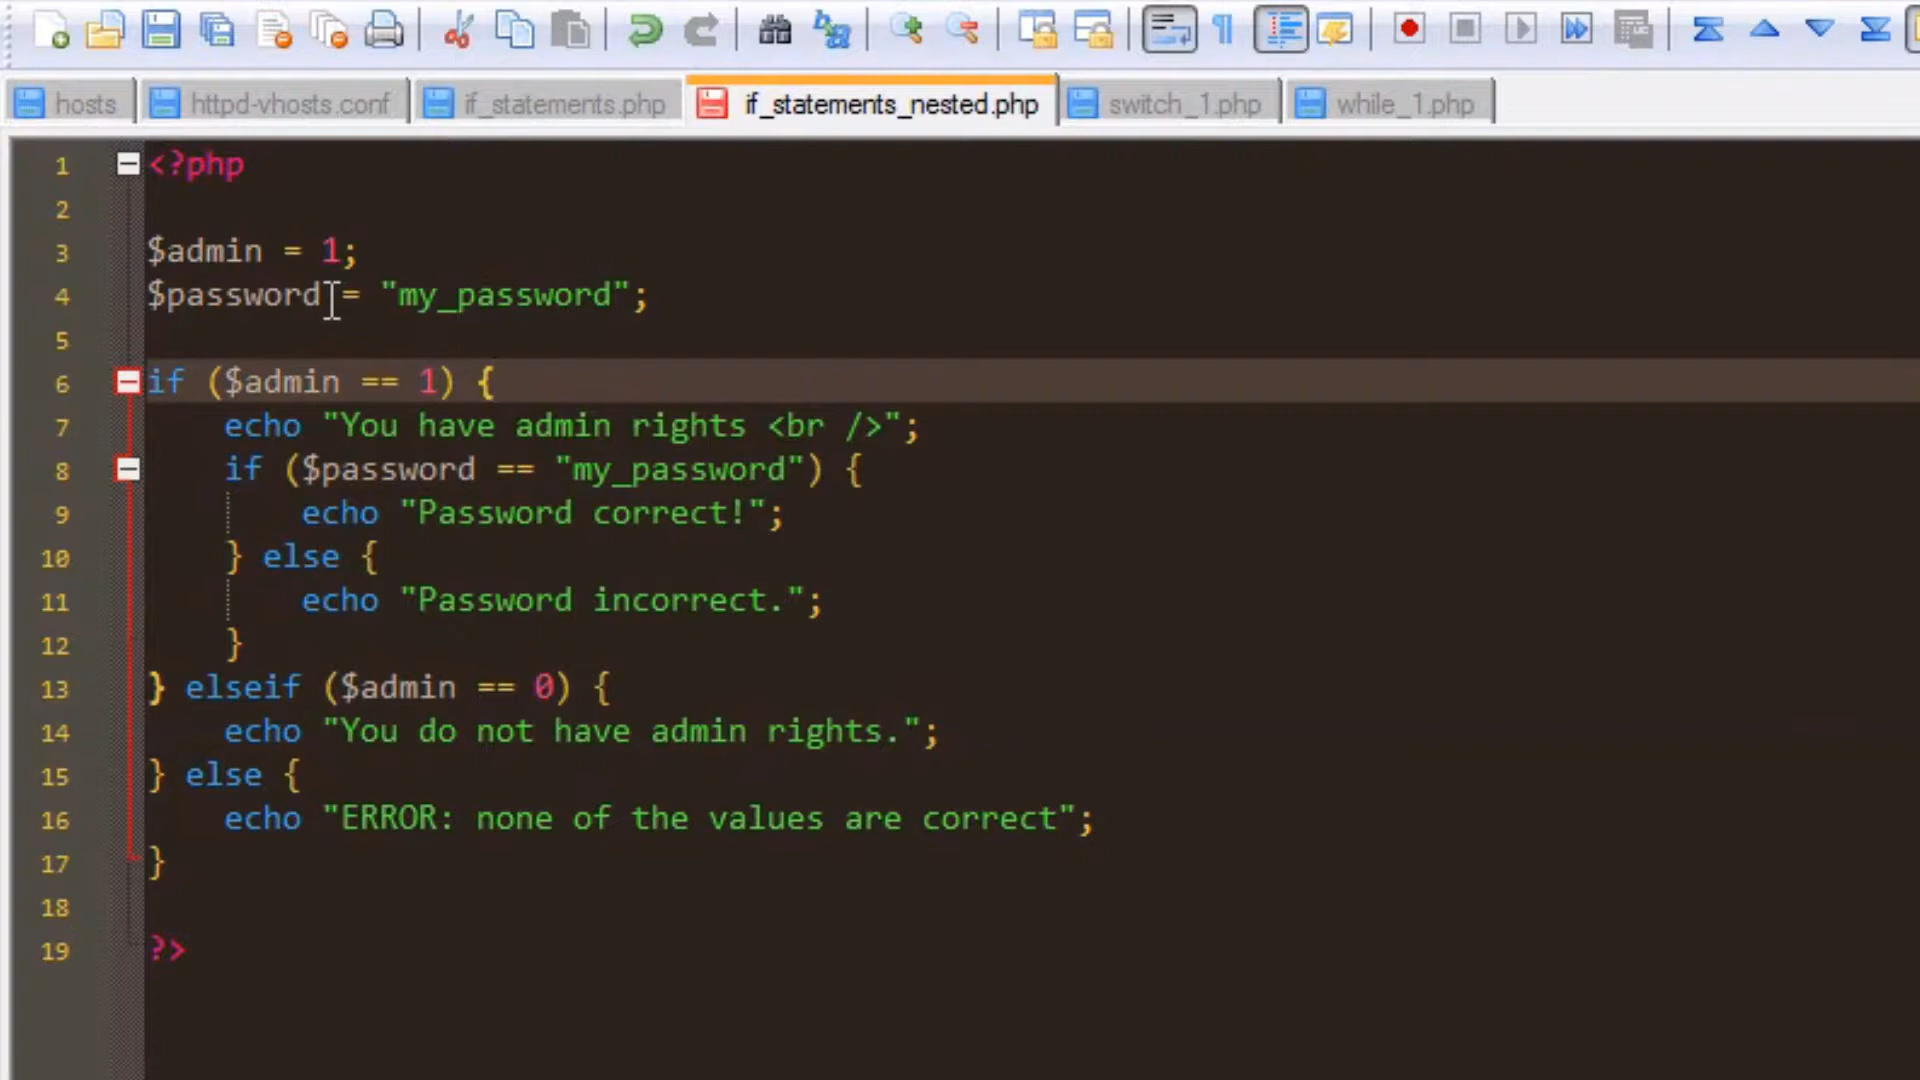 hosts httpd-vhosts.conf if_statements.php if_statements_nested.php switch_1.php while_1.php
1 <?php
2
3 $admin = 1;
4 $password = "my_password";
5
6 if ($admin == 1) {
7 echo "You have admin rights <br />";
8 if ($password == "my_password") {
9 echo "Password correct!";
10 } else {
11 echo "Password incorrect.";
12 }
13 } elseif ($admin == 0) {
14 echo "You do not have admin rights.";
15 } else {
16 echo "ERROR: none of the values are correct";
17 }
18
19 ?>